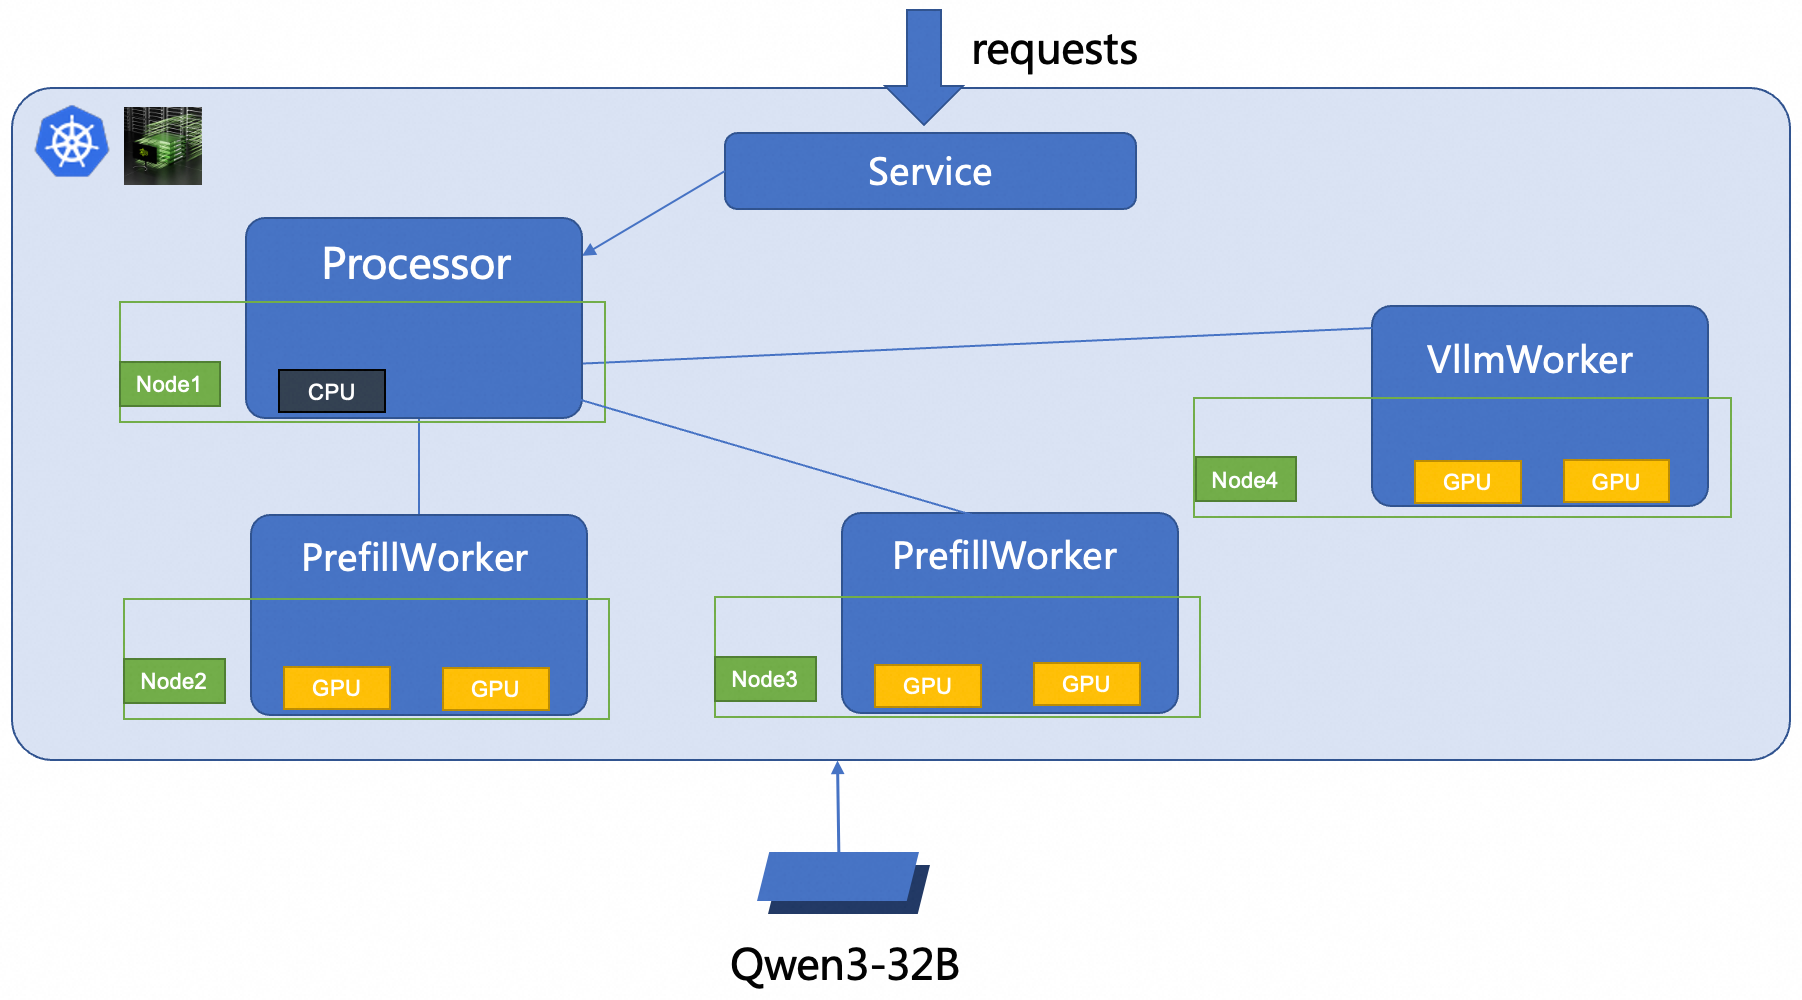 requests
Service
Processor
Node1
CPU
VllmWorker
Node4
GPU
GPU
PrefillWorker
Node2
GPU
GPU
PrefillWorker
Node3
GPU
GPU
Qwen3-32B